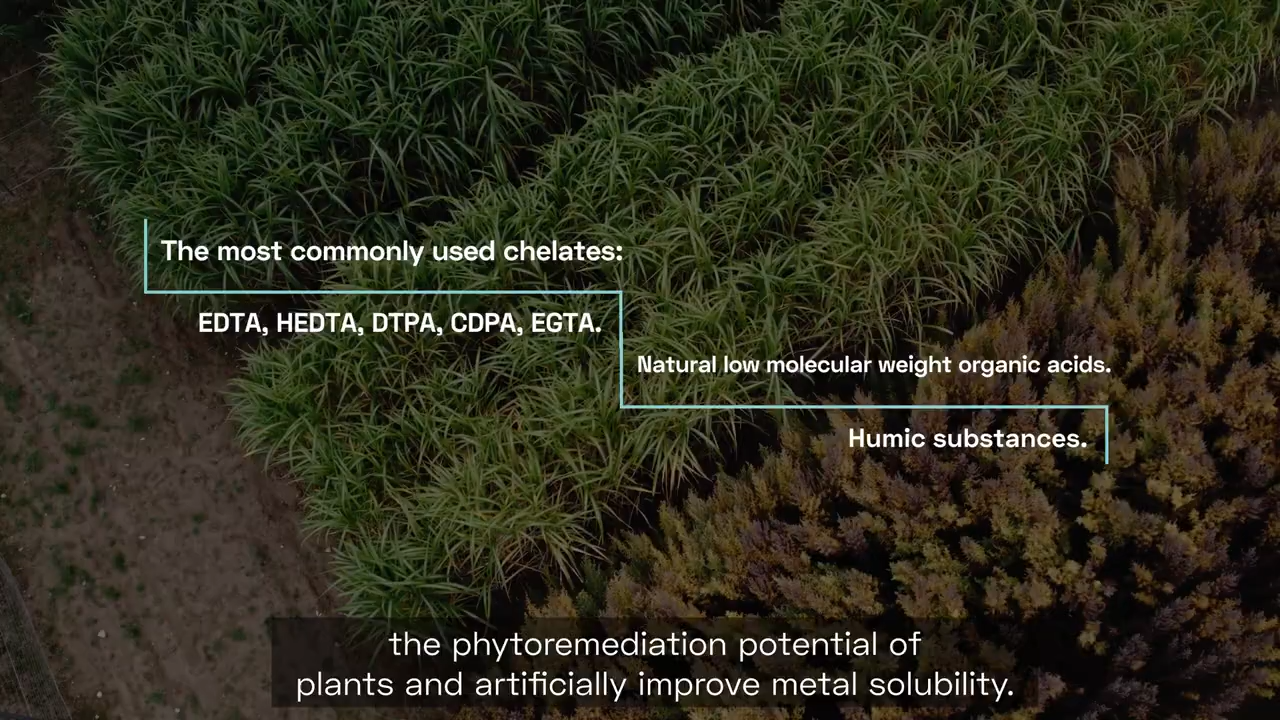 The most commonly used chelates:
EDTA, HEDTA, DTPA, CDPA, EGTA.
Natural low molecular weight organic acids.
Humic substances.
the phytoremediation potential of
plants and artificially improve metal solubility.